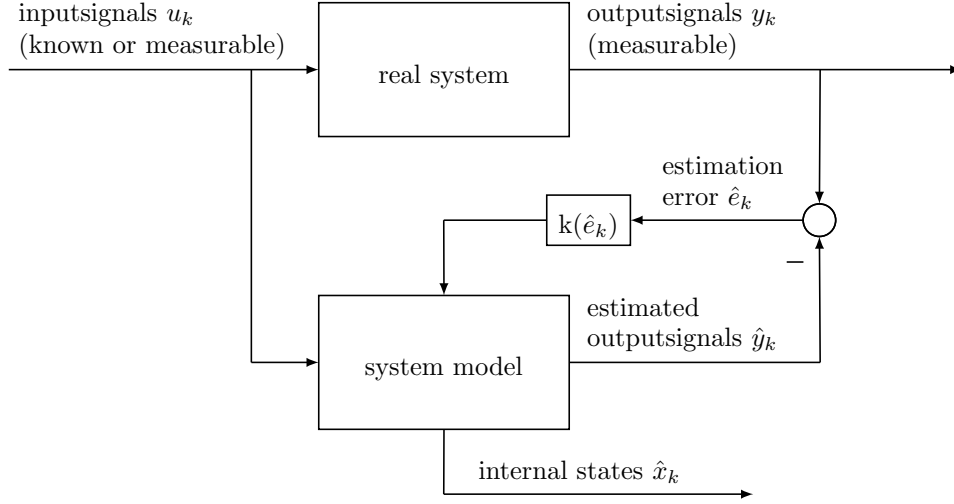 inputsignals u_k
(known or measurable)
outputsignals y_k
(measurable)
real system
estimation
error ê_k
k(ê_k)
−
estimated
outputsignals ŷ_k
system model
internal states x̂_k